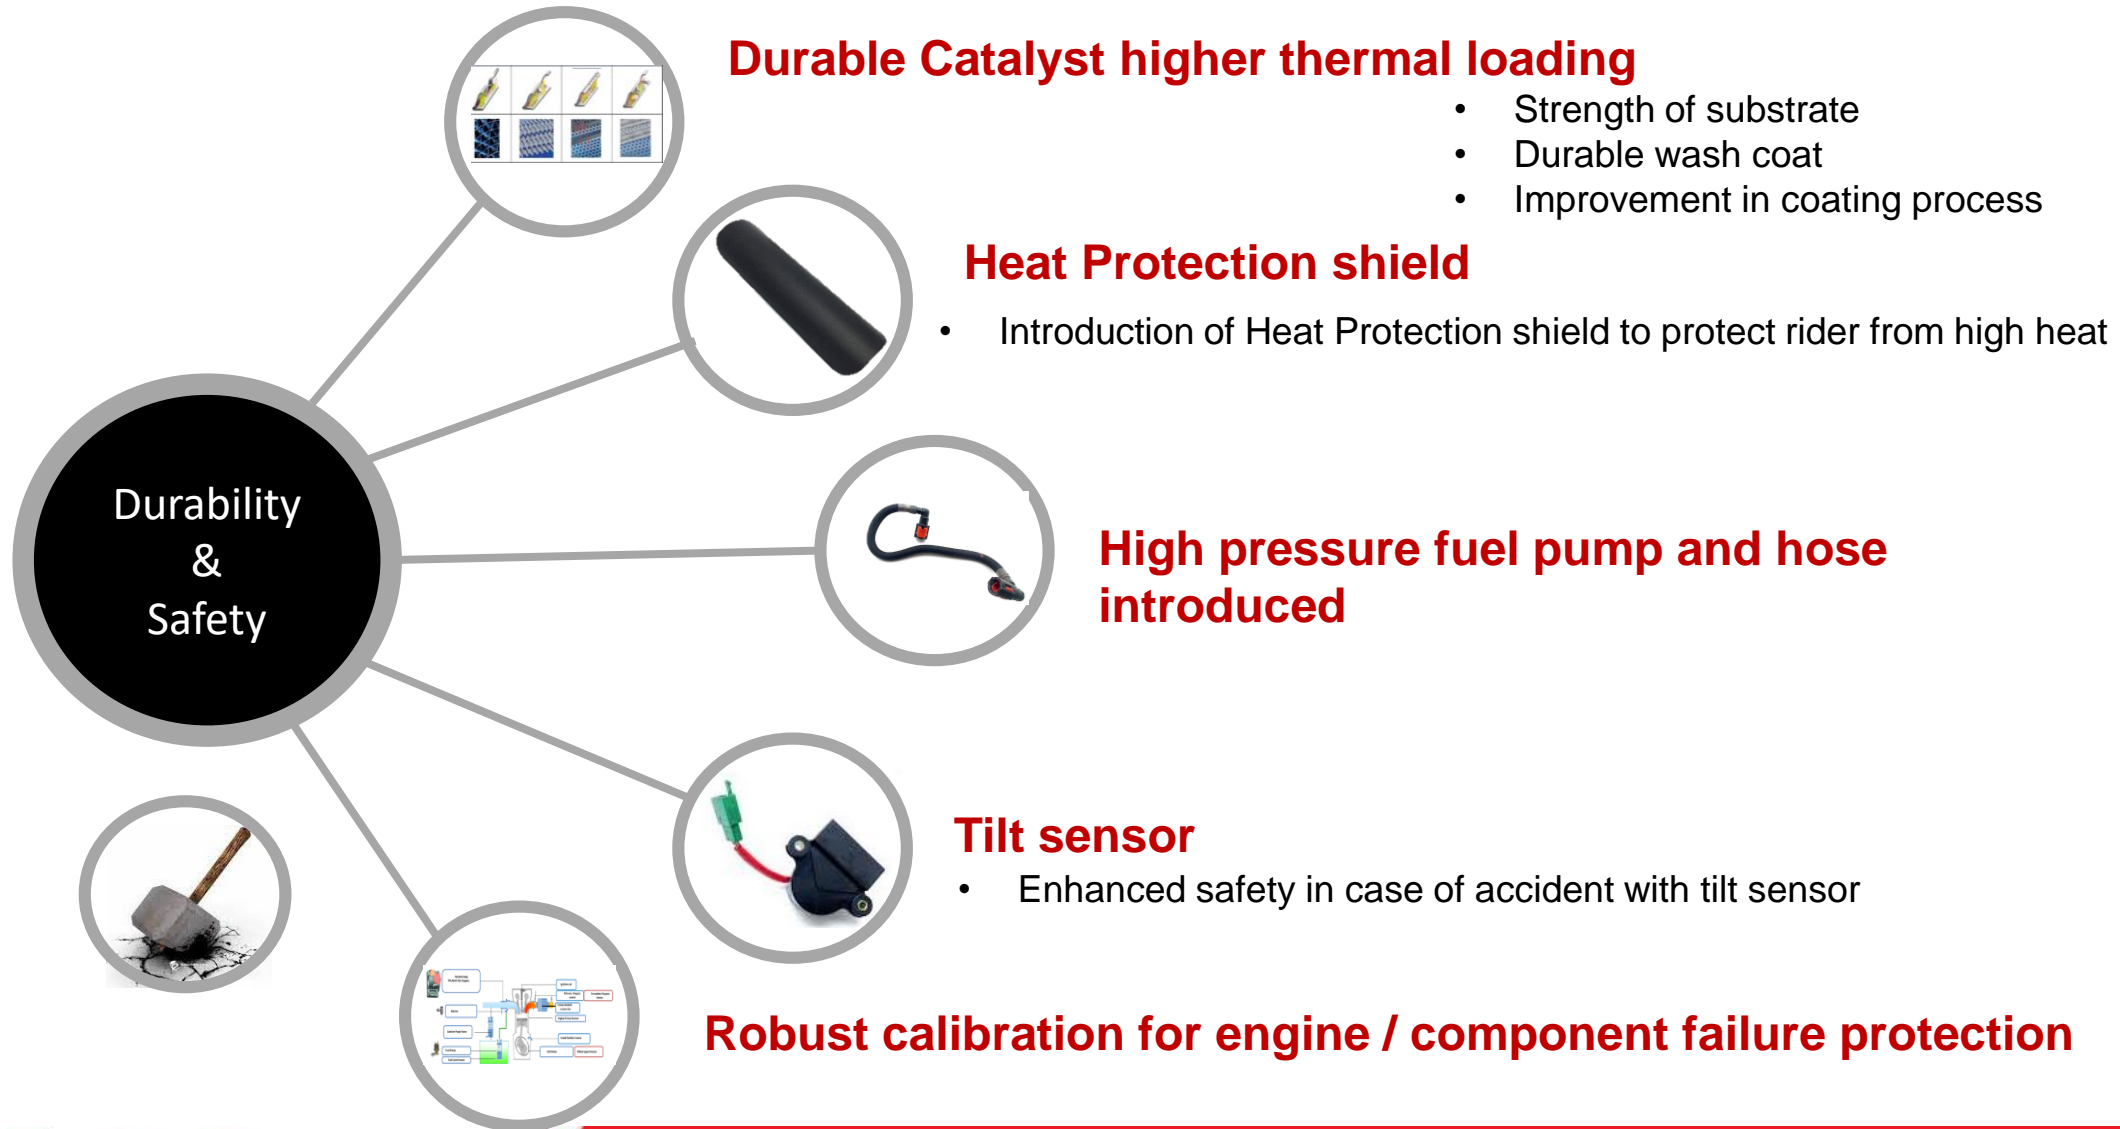 Durable Catalyst higher thermal loading
• Strength of substrate
• Durable wash coat
• Improvement in coating process
Heat Protection shield
• Introduction of Heat Protection shield to protect rider from high heat
Durability
&
Safety
High pressure fuel pump and hose
introduced
Tilt sensor
• Enhanced safety in case of accident with tilt sensor
Robust calibration for engine / component failure protection